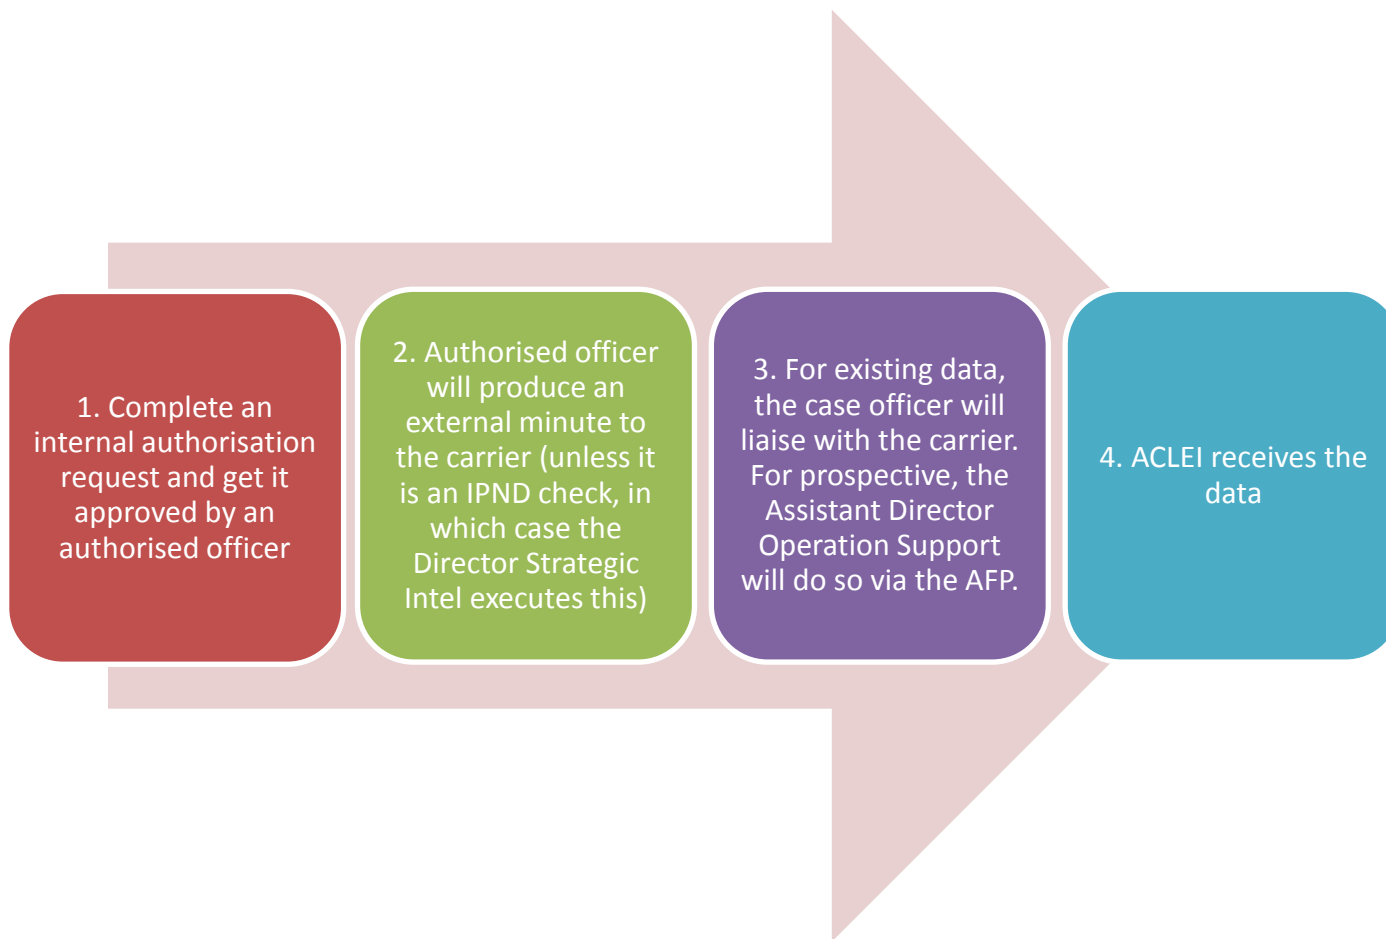 1. Complete an
internal authorisation
request and get it
approved by an
authorised officer
2. Authorised officer
will produce an
external minute to
the carrier (unless it
is an IPND check, in
which case the
Director Strategic
Intel executes this)
3. For existing data,
the case officer will
liaise with the carrier.
For prospective, the
Assistant Director
Operation Support
will do so via the AFP.
4. ACLEI receives the
data